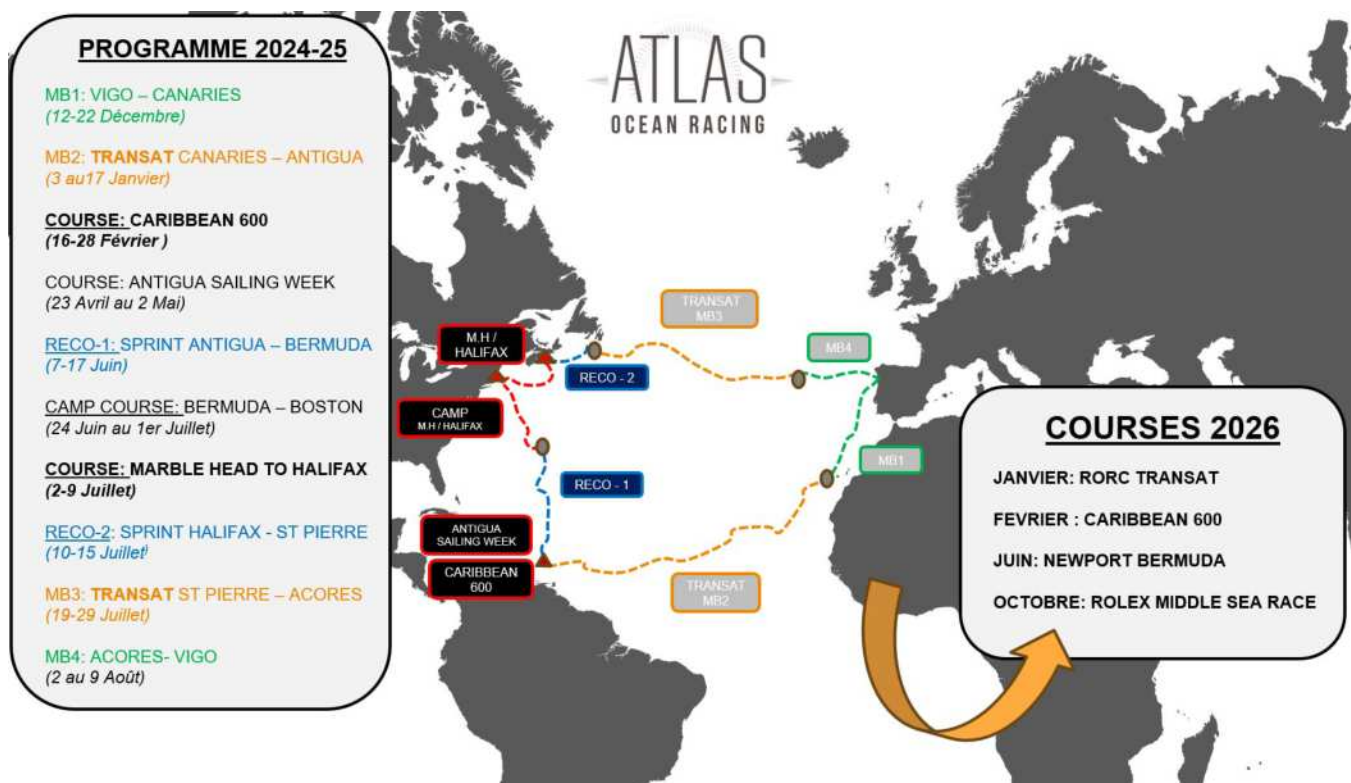 PROGRAMME 2024-25
MB1: VIGO – CANARIES
(12-22 Décembre)
MB2: TRANSAT CANARIES – ANTIGUA
(3 au17 Janvier)
COURSE: CARIBBEAN 600
(16-28 Février )
COURSE: ANTIGUA SAILING WEEK
(23 Avril au 2 Mai)
RECO-1: SPRINT ANTIGUA – BERMUDA
(7-17 Juin)
CAMP COURSE: BERMUDA – BOSTON
(24 Juin au 1er Juillet)
COURSE: MARBLE HEAD TO HALIFAX
(2-9 Juillet)
RECO-2: SPRINT HALIFAX - ST PIERRE
(10-15 Juillet)
MB3: TRANSAT ST PIERRE – ACORES
(19-29 Juillet)
MB4: ACORES- VIGO
(2 au 9 Août)
ATLAS
OCEAN RACING
TRANSAT
MB3
M.H /
HALIFAX
MB4
RECO - 2
CAMP
M.H / HALIFAX
MB1
RECO - 1
ANTIGUA
SAILING WEEK
CARIBBEAN
600
TRANSAT
MB2
COURSES 2026
JANVIER: RORC TRANSAT
FEVRIER : CARIBBEAN 600
JUIN: NEWPORT BERMUDA
OCTOBRE: ROLEX MIDDLE SEA RACE